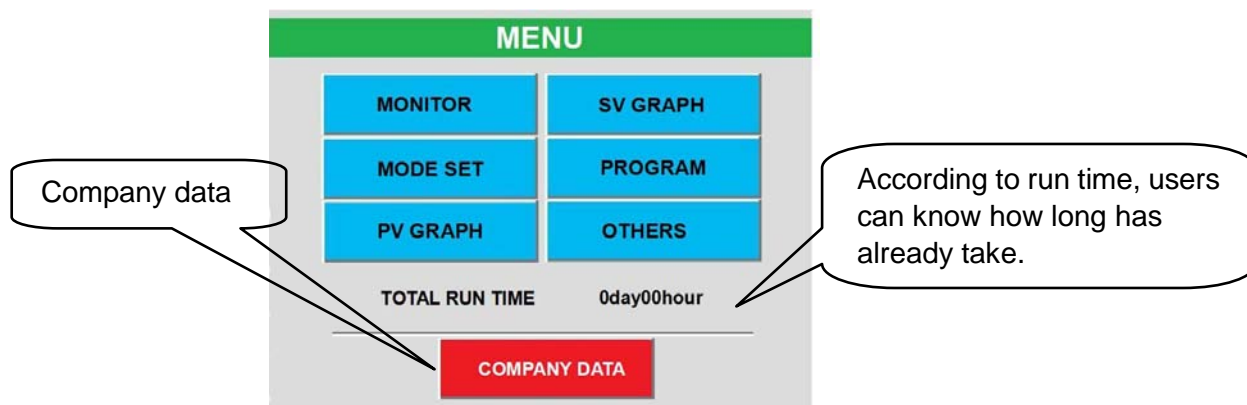 MENU
MONITOR
SV GRAPH
MODE SET
PROGRAM
PV GRAPH
OTHERS
TOTAL RUN TIME
0day00hour
COMPANY DATA
Company data
According to run time, users
can know how long has
already take.